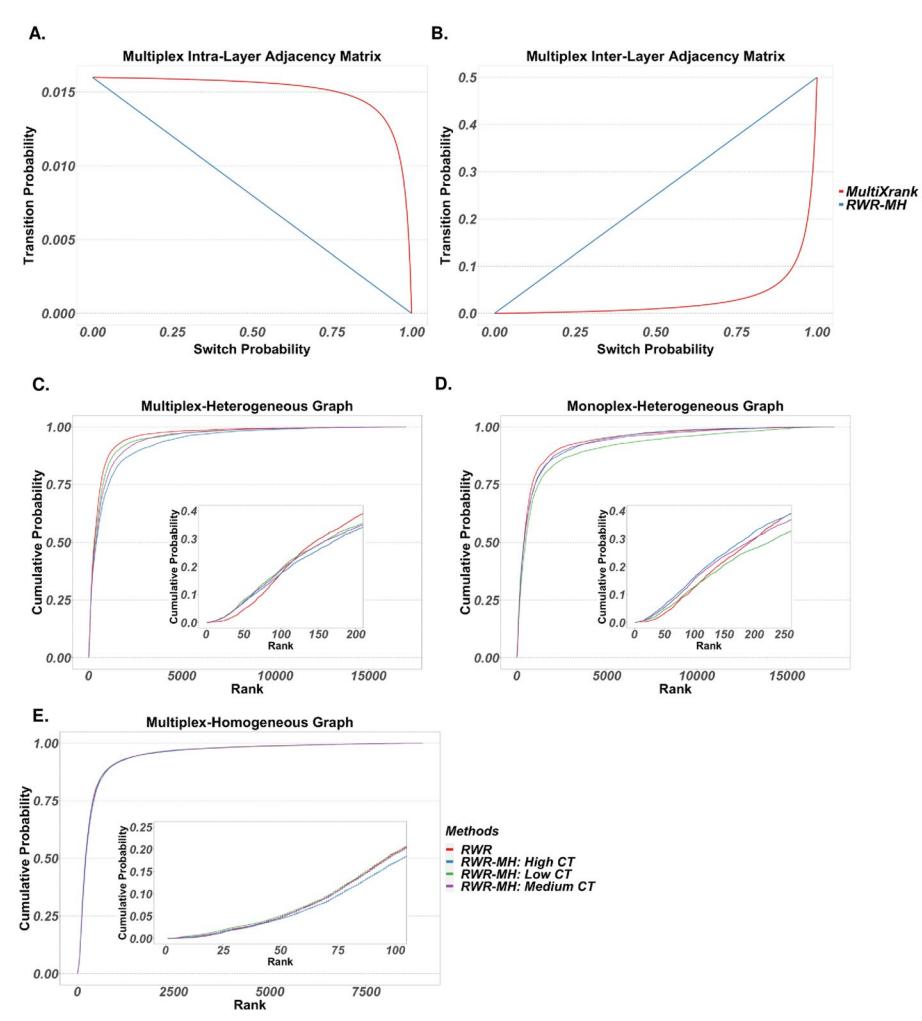 A.
Multiplex Intra-Layer Adjacency Matrix
Transition Probability
0.015
0.010
0.005
0.000
0.00 0.25 0.50 0.75 1.00
Switch Probability
B.
Multiplex Inter-Layer Adjacency Matrix
Transition Probability
0.5
0.4
0.3
0.2
0.1
0.0
0.00 0.25 0.50 0.75 1.00
Switch Probability
MultiXrank
RWR-MH
C.
Multiplex-Heterogeneous Graph
Cumulative Probability
1.00
0.75
0.50
0.25
0.00
0 5000 10000 15000
Rank
Cumulative Probability
0.4
0.3
0.2
0.1
0.0
0 50 100 150 200
Rank
D.
Monoplex-Heterogeneous Graph
Cumulative Probability
1.00
0.75
0.50
0.25
0.00
0 5000 10000 15000
Rank
Cumulative Probability
0.4
0.3
0.2
0.1
0.0
0 50 100 150 200 250
Rank
E.
Multiplex-Homogeneous Graph
Cumulative Probability
1.00
0.75
0.50
0.25
0.00
0 2500 5000 7500
Rank
Cumulative Probability
0.25
0.20
0.15
0.10
0.05
0.00
0 25 50 75 100
Rank
Methods
RWR
RWR-MH: High CT
RWR-MH: Low CT
RWR-MH: Medium CT